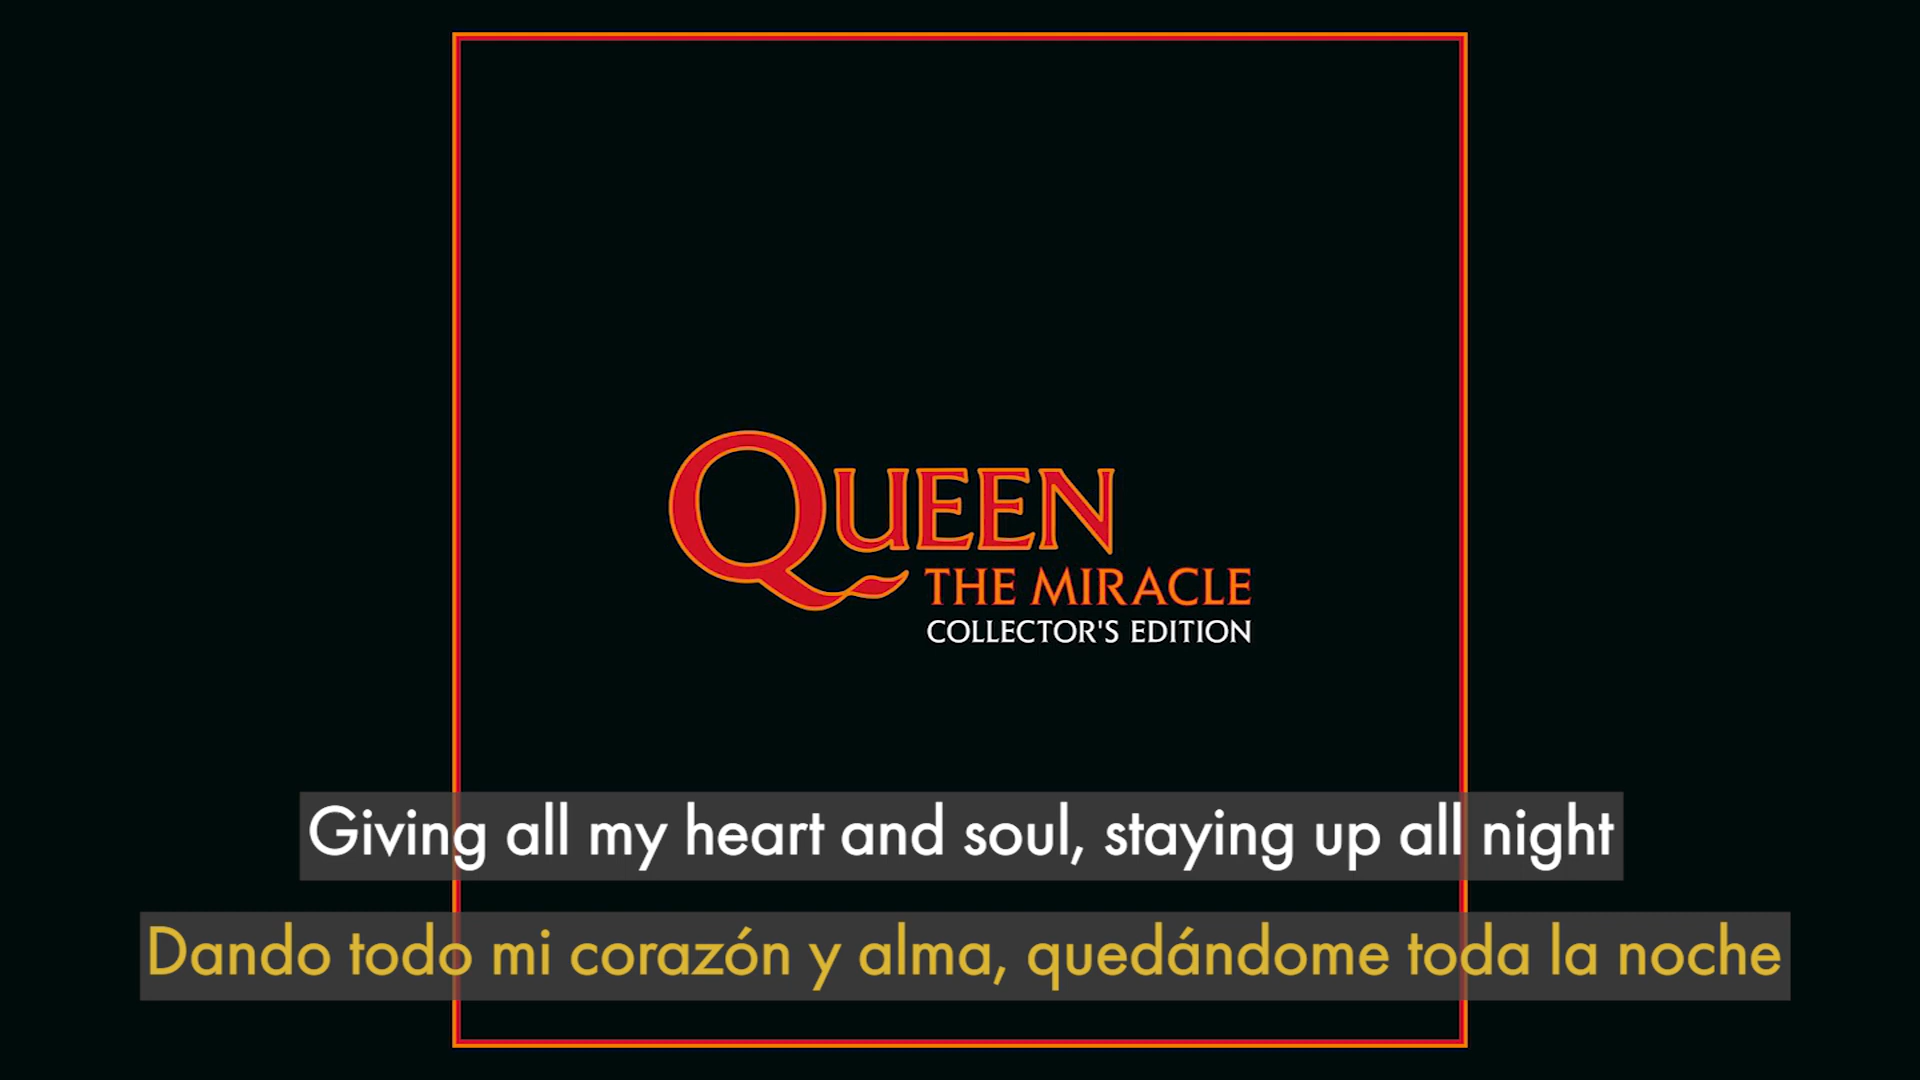 QUEEN
THE MIRACLE
COLLECTOR'S EDITION
Giving all my heart and soul, staying up all night
Dando todo mi corazón y alma, quedándome toda la noche